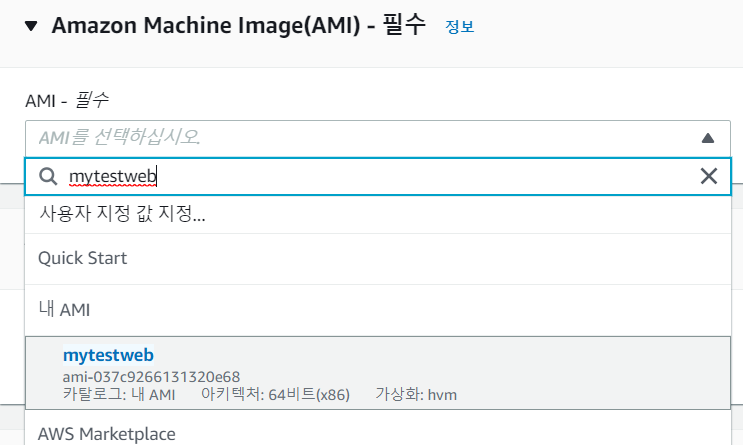 ▼ Amazon Machine Image(AMI) - 필수 정보
AMI - 필수
AMI를 선택하십시오.
mytestweb
사용자 지정 값 지정...
Quick Start
내 AMI
mytestweb
ami-037c9266131320e68
카탈로그: 내 AMI 아키텍처: 64비트(x86) 가상화: hvm
AWS Marketplace